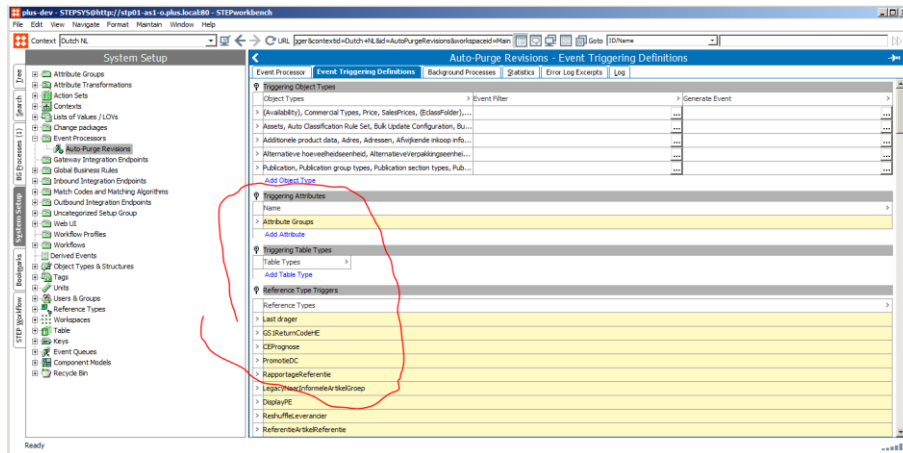 plus-dev - STEPSYS@http://stp01-as1-o.plus.local:80 - STEPworkbench
File Edit View Navigate Format Maintain Window Help
Context Dutch NL URL gger&contextid=Dutch+NL&id=AutoPurgeRevisions&workspaceid=Main Goto ID/Name
System Setup
Auto-Purge Revisions - Event Triggering Definitions
Tree
Search
BG Processes (1)
System Setup
Bookmarks
STEP Workflow
Attribute Groups
Attribute Transformations
Action Sets
Contexts
Lists of Values / LOVs
Change packages
Event Processors
Auto-Purge Revisions
Gateway Integration Endpoints
Global Business Rules
Inbound Integration Endpoints
Match Codes and Matching Algorithms
Outbound Integration Endpoints
Uncategorized Setup Group
Web UI
Workflow Profiles
Workflows
Derived Events
Object Types & Structures
Tags
Units
Users & Groups
Reference Types
Workspaces
Table
Keys
Event Queues
Component Models
Recycle Bin
Event Processor Event Triggering Definitions Background Processes Statistics Error Log Excerpts Log
Triggering Object Types
Object Types > Event Filter > Generate Event >
> (Availability), Commercial Types, Price, SalesPrices, (EclassFolder),... ... ...
> Assets, Auto Classification Rule Set, Bulk Update Configuration, Bu... ... ...
> Additionele product data, Adres, Adressen, Afwijkende inkoop info... ... ...
> Alternatieve hoeveelheidseenheid, AlternatieveVerpakkingseenhei... ... ...
> Publication, Publication group types, Publication section types, Pub... ... ...
Add Object Type
Triggering Attributes
Name >
> Attribute Groups
Add Attribute
Triggering Table Types
Table Types >
Add Table Type
Reference Type Triggers
Reference Types >
> Last drager
> GS1ReturnCodeHE
> CEPrognose
> PromotieDC
> RapportageReferentie
> LegacyNaarInformeleArtikelGroep
> DisplayPE
> ReshuffleLeverancier
> ReferentieArtikelReferentie
Ready